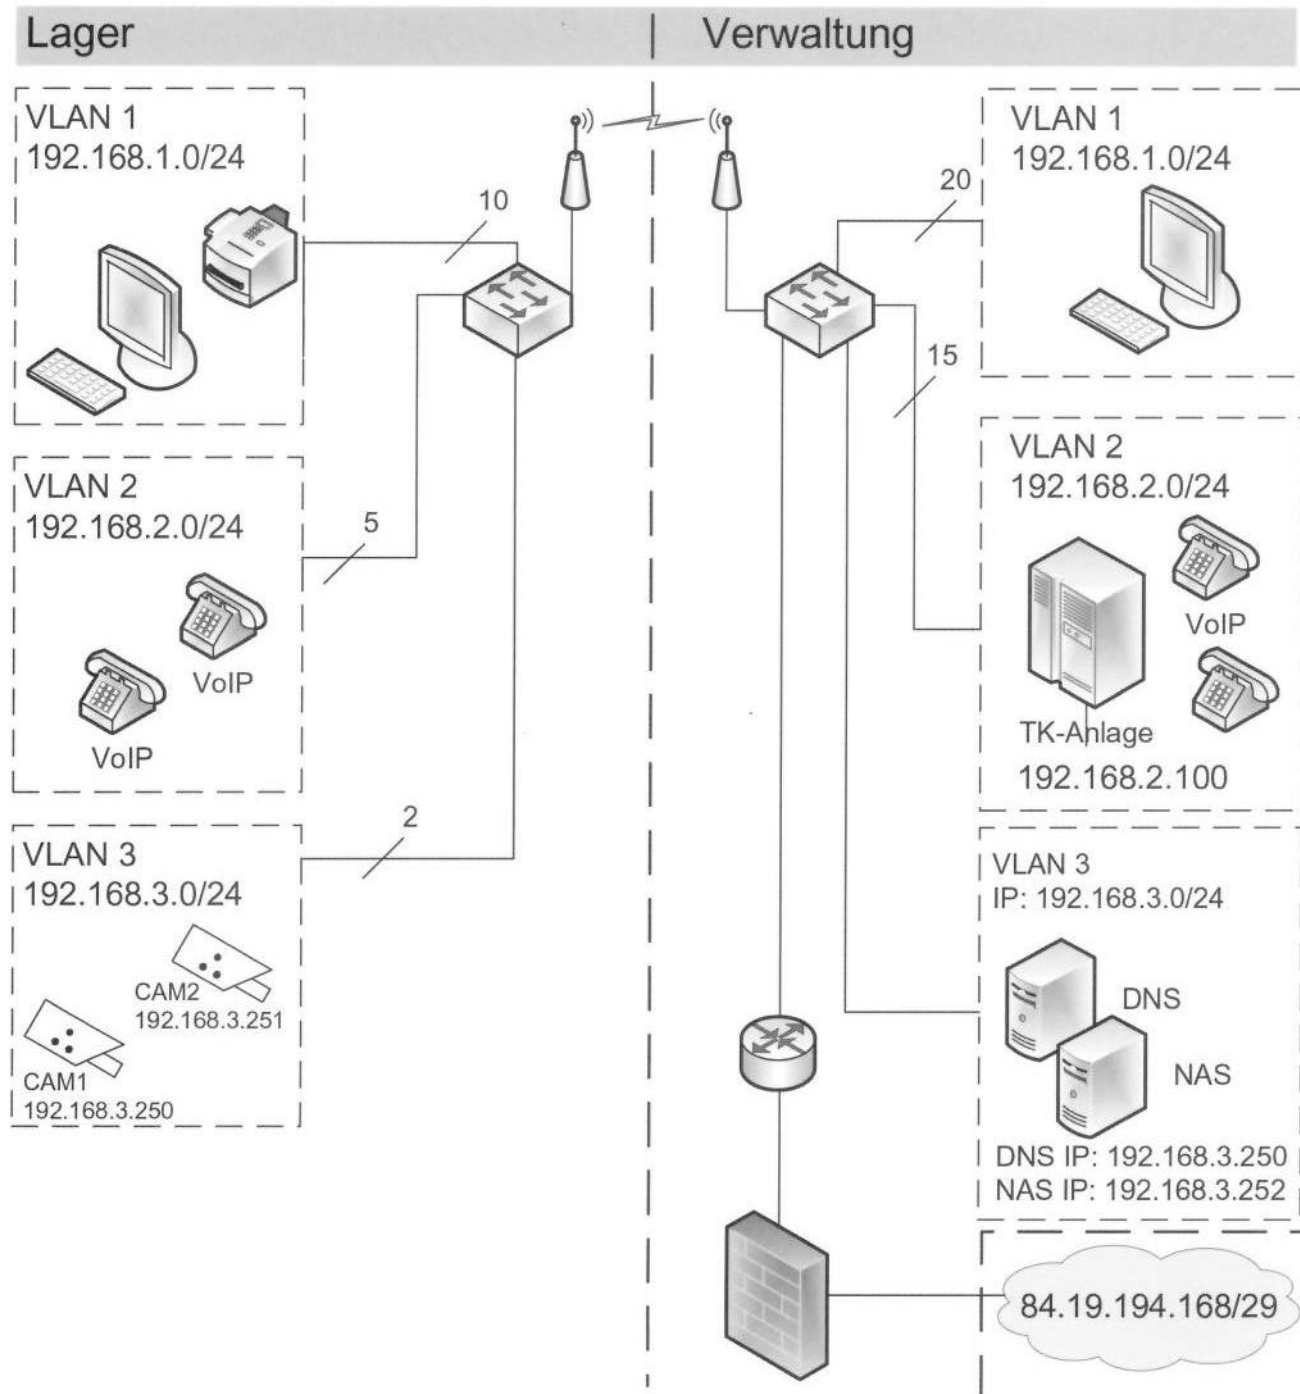 Lager
Verwaltung
VLAN 1
192.168.1.0/24
10
VLAN 2
192.168.2.0/24
5
VoIP
VoIP
VLAN 3
192.168.3.0/24
2
CAM2
192.168.3.251
CAM1
192.168.3.250
VLAN 1
192.168.1.0/24
20
15
VLAN 2
192.168.2.0/24
VoIP
TK-Anlage
192.168.2.100
VLAN 3
IP: 192.168.3.0/24
DNS
NAS
DNS IP: 192.168.3.250
NAS IP: 192.168.3.252
84.19.194.168/29